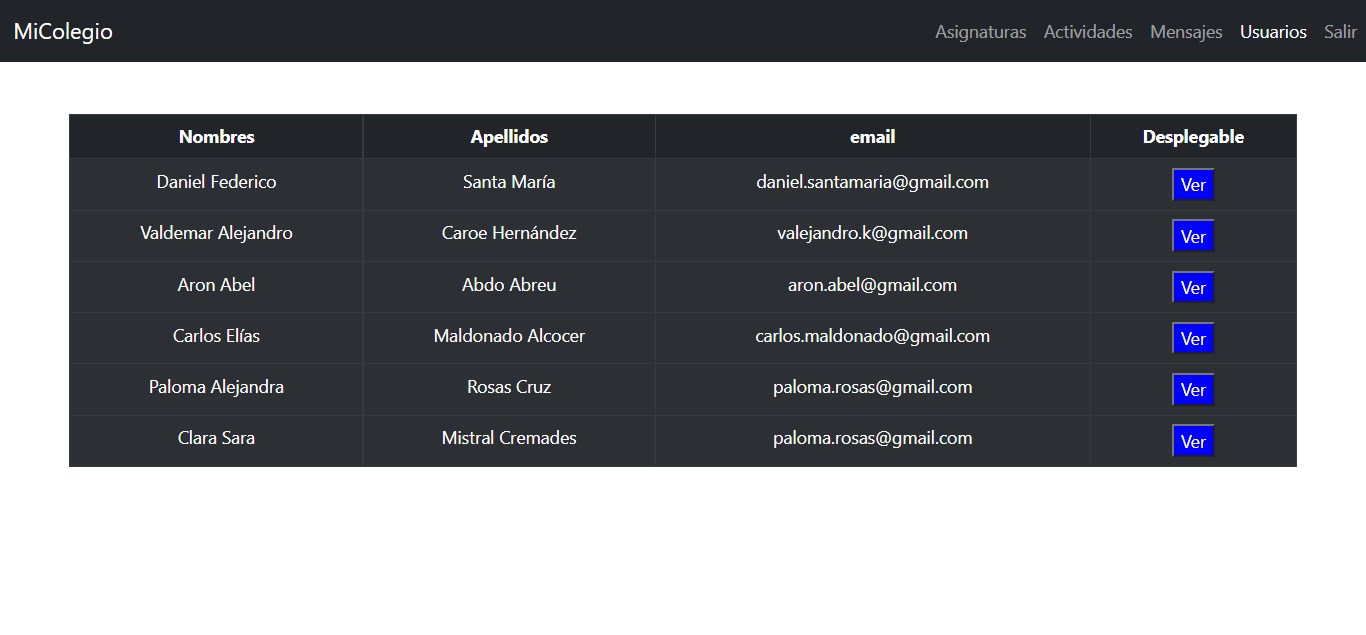 MiColegio Asignaturas Actividades Mensajes Usuarios Salir
Nombres Apellidos email Desplegable
Daniel Federico Santa María daniel.santamaria@gmail.com Ver
Valdemar Alejandro Caroe Hernández valejandro.k@gmail.com Ver
Aron Abel Abdo Abreu aron.abel@gmail.com Ver
Carlos Elías Maldonado Alcocer carlos.maldonado@gmail.com Ver
Paloma Alejandra Rosas Cruz paloma.rosas@gmail.com Ver
Clara Sara Mistral Cremades paloma.rosas@gmail.com Ver